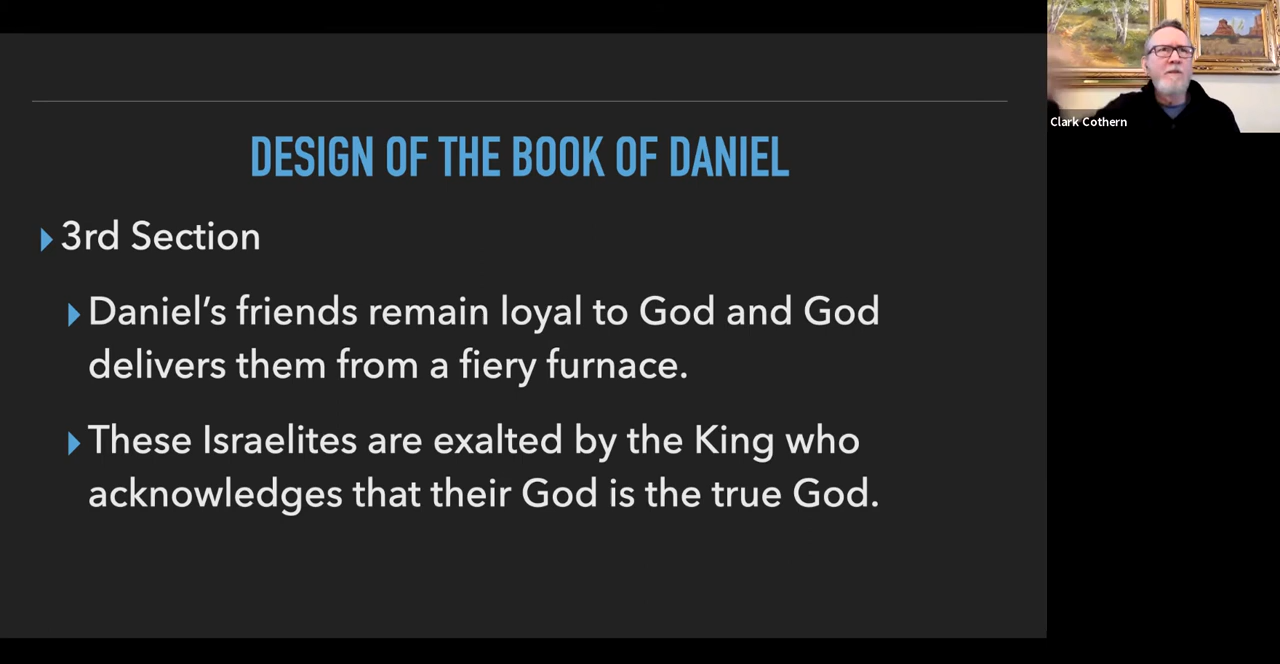 DESIGN OF THE BOOK OF DANIEL
3rd Section
Daniel’s friends remain loyal to God and God
delivers them from a fiery furnace.
These Israelites are exalted by the King who
acknowledges that their God is the true God.
Clark Cothern